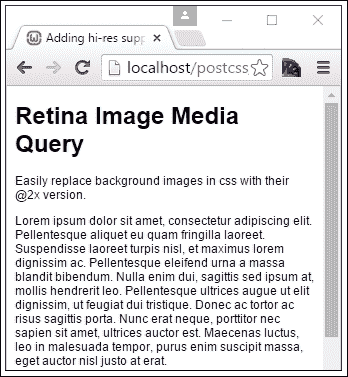 Adding hi-res supp
localhost/postcss
Retina Image Media
Query
Easily replace background images in css with their
@2x version.
Lorem ipsum dolor sit amet, consectetur adipiscing elit.
Pellentesque aliquet eu quam fringilla laoreet.
Suspendisse laoreet turpis nisl, et maximus lorem
dignissim ac. Pellentesque eleifend urna a massa
blandit bibendum. Nulla enim dui, sagittis sed ipsum at,
mollis hendrerit leo. Pellentesque ultrices augue ut elit
dignissim, ut feugiat dui tristique. Donec ac tortor ac
risus sagittis porta. Nunc erat neque, porttitor nec
sapien sit amet, ultrices auctor est. Maecenas luctus,
leo in malesuada tempor, purus enim suscipit massa,
eget auctor nisl justo at erat.